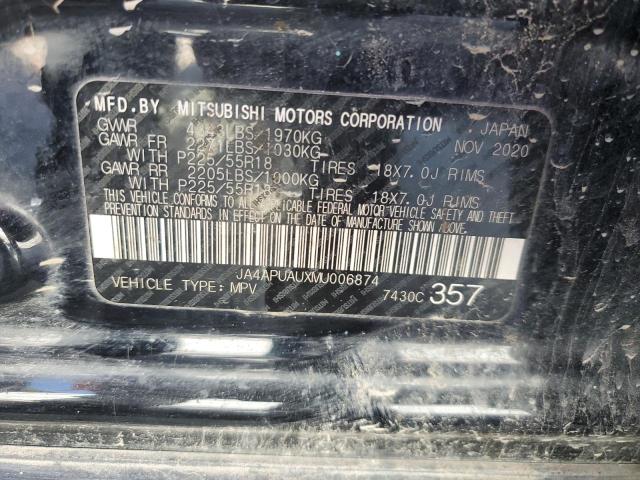 MFD.BY MITSUBISHI MOTORS CORPORATION JAPAN
GVWR 4343LBS/1970KG NOV 2020
GAWR FR 2271LBS/1030KG
WITH P225/55R18 TIRES 18X7.0J RIMS
GAWR RR 2205LBS/1000KG
WITH P225/55R18 TIRES 18X7.0J RIMS
THIS VEHICLE CONFORMS TO ALL APPLICABLE FEDERAL MOTOR VEHICLE SAFETY AND THEFT
PREVENTION STANDARDS IN EFFECT ON THE DATE OF MANUFACTURE SHOWN ABOVE.
JA4APUAUXMU006874
VEHICLE TYPE: MPV 7430C 357